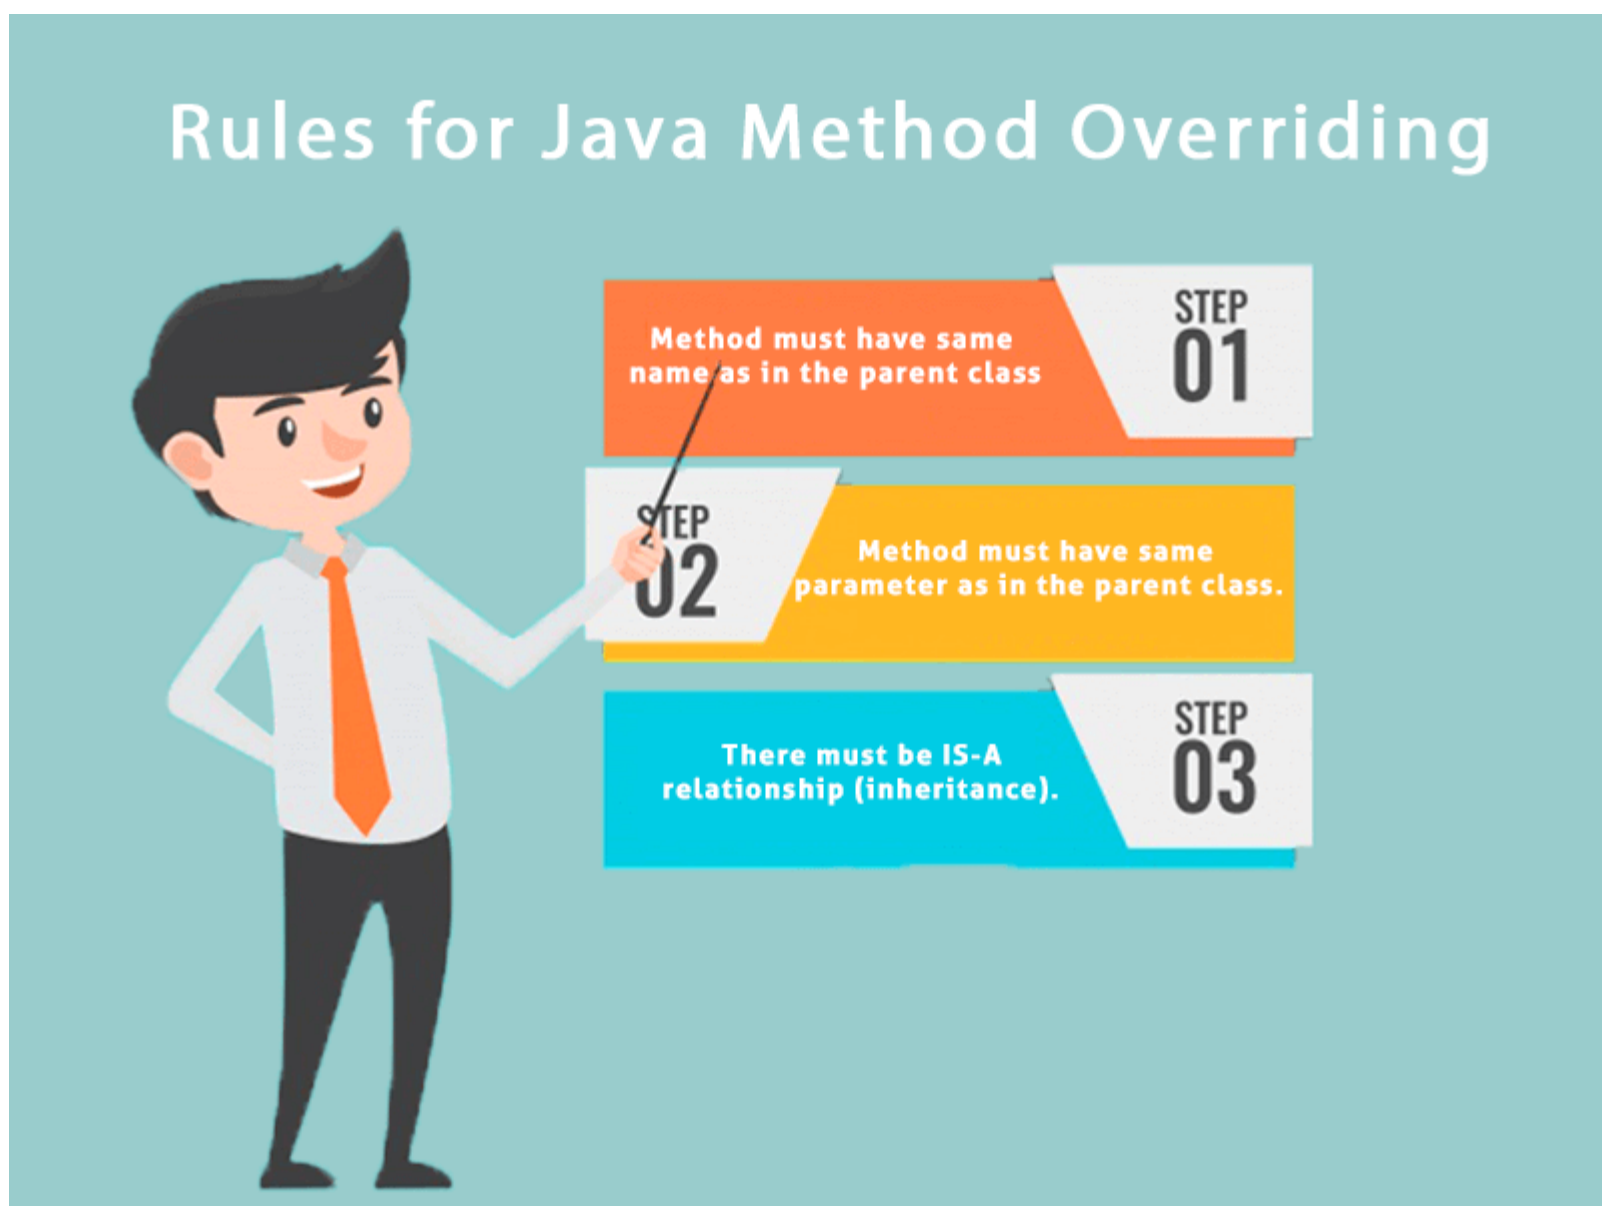 Rules for Java Method Overriding
Method must have same
name as in the parent class
STEP
01
STEP
02
Method must have same
parameter as in the parent class.
There must be IS-A
relationship (inheritance).
STEP
03